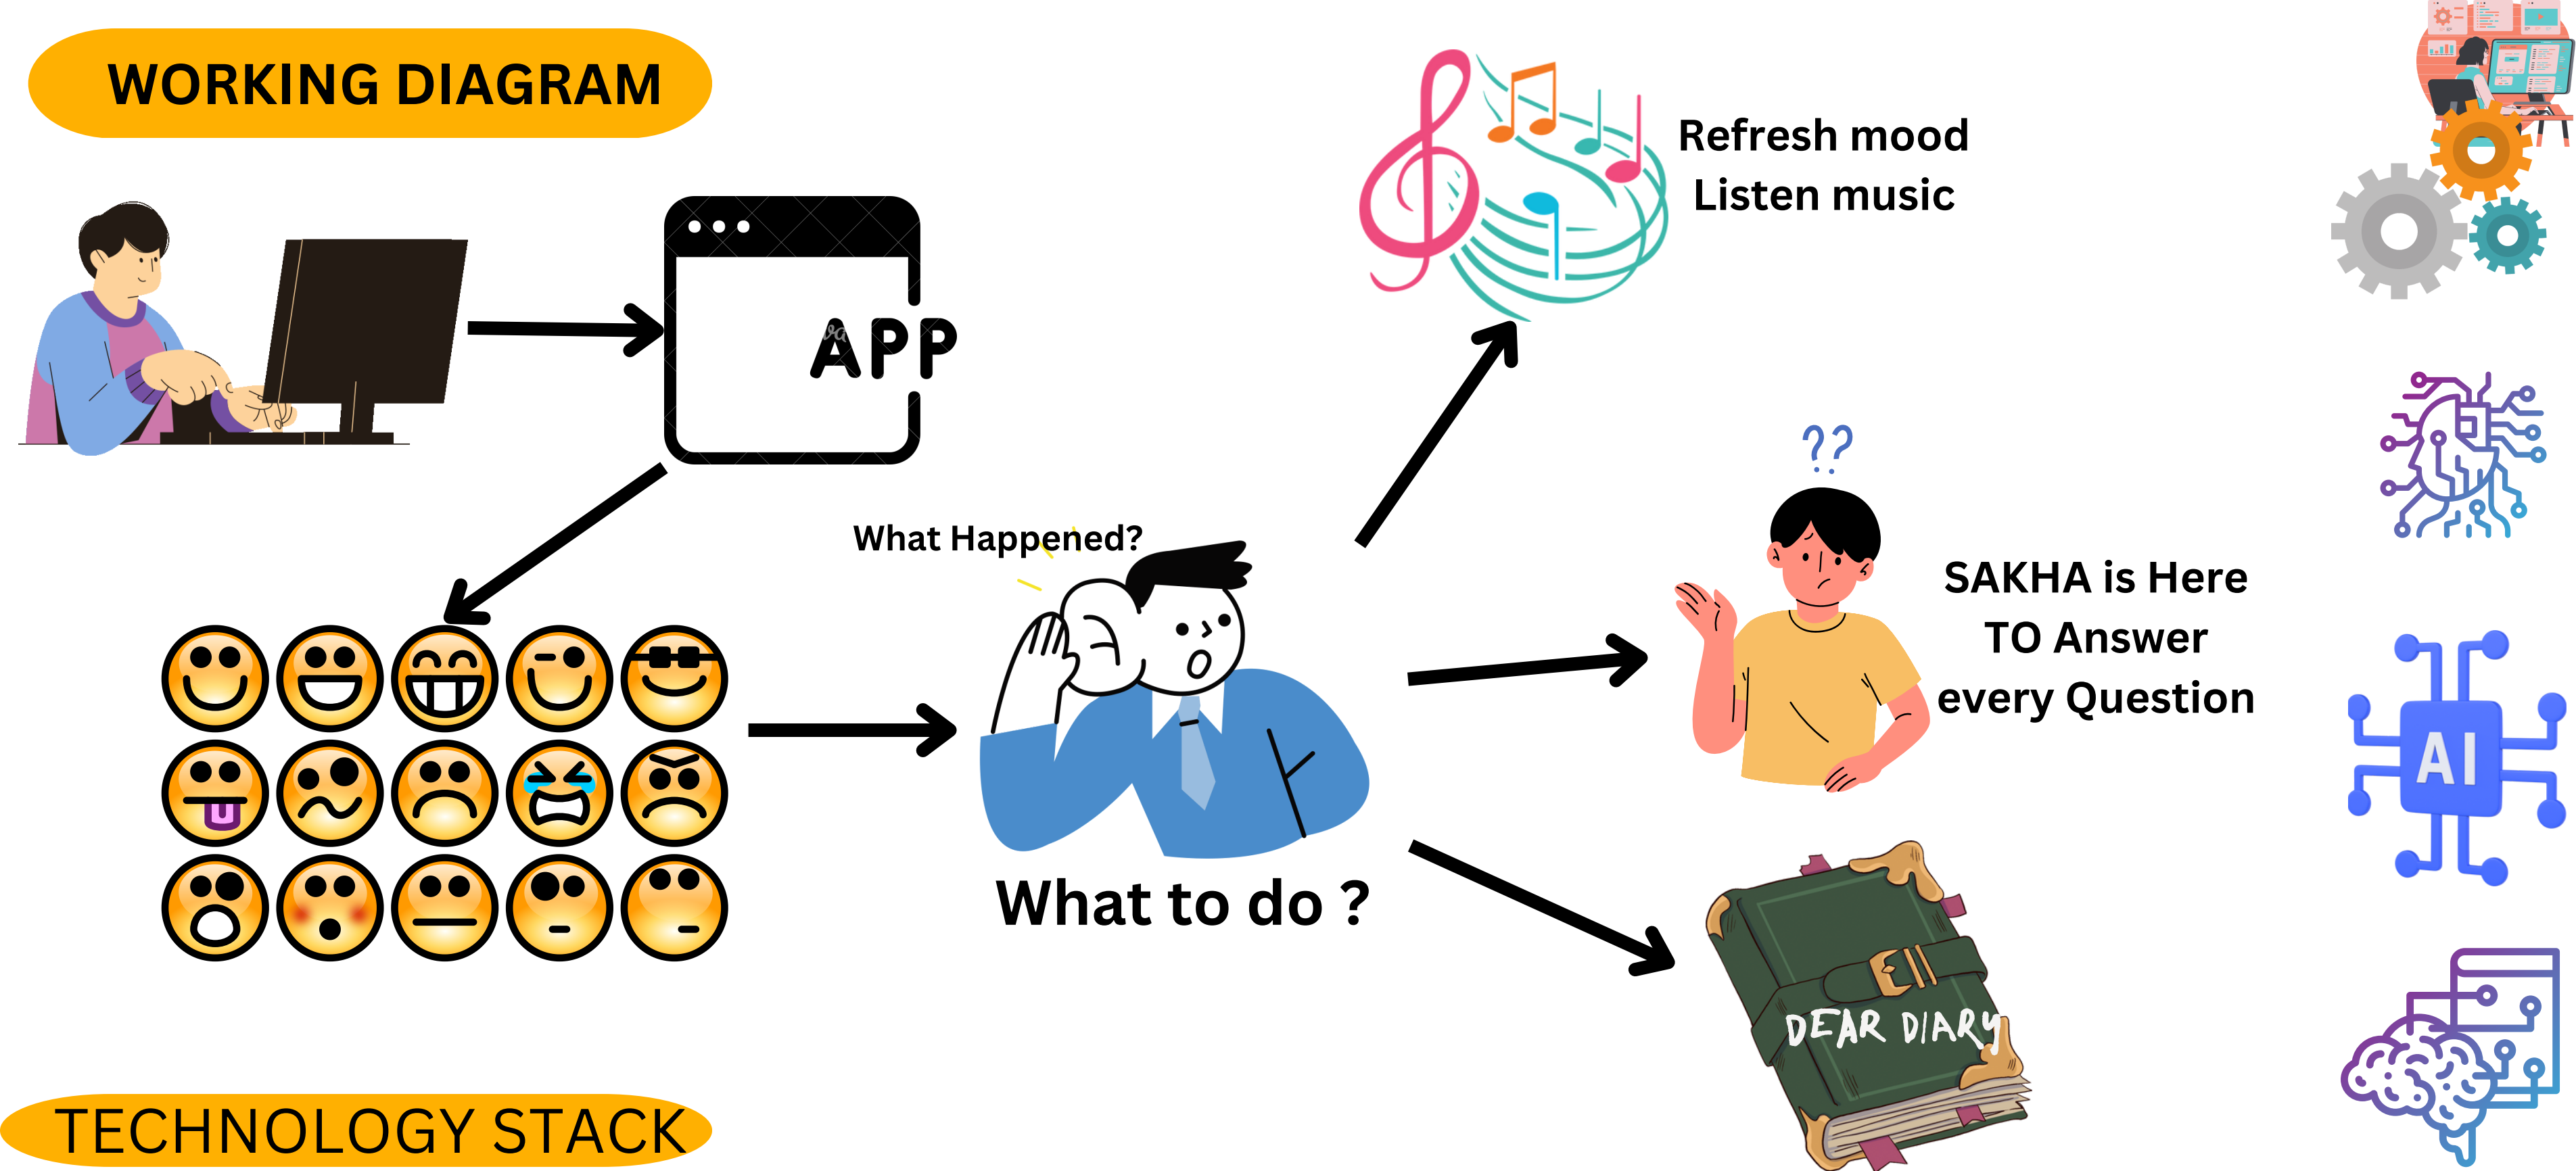 WORKING DIAGRAM
Refresh mood
Listen music
APP
??
What Happened?
SAKHA is Here
TO Answer
every Question
AI
What to do ?
DEAR DIARY
TECHNOLOGY STACK